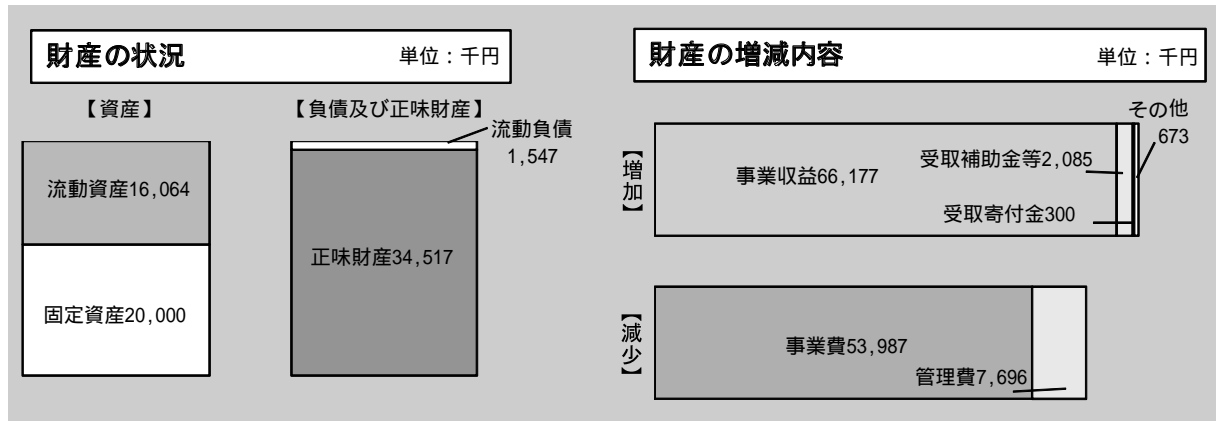 財産の状況 単位：千円
【資産】
流動資産16,064
固定資産20,000
【負債及び正味財産】
流動負債
1,547
正味財産34,517
財産の増減内容 単位：千円
【増加】
事業収益66,177
受取補助金等2,085
受取寄付金300
その他
673
【減少】
事業費53,987
管理費7,696